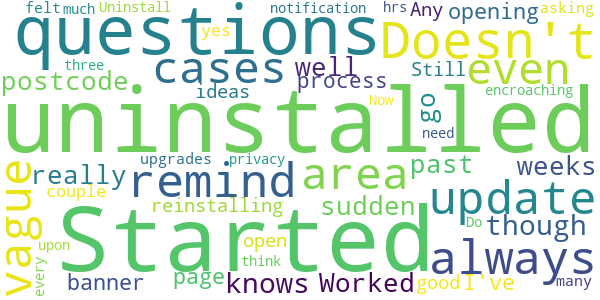 felt much Uninstall notification hrs Any opening asking
questions yes Doesn't
three cases well Still even
postcode ideas process encroaching
uninstalled go
Now need
vague really upgrades privacy remind area past weeks
couple reinstalling sudden update though
Started Do
every upon open think always
banner page knows Worked good I've many